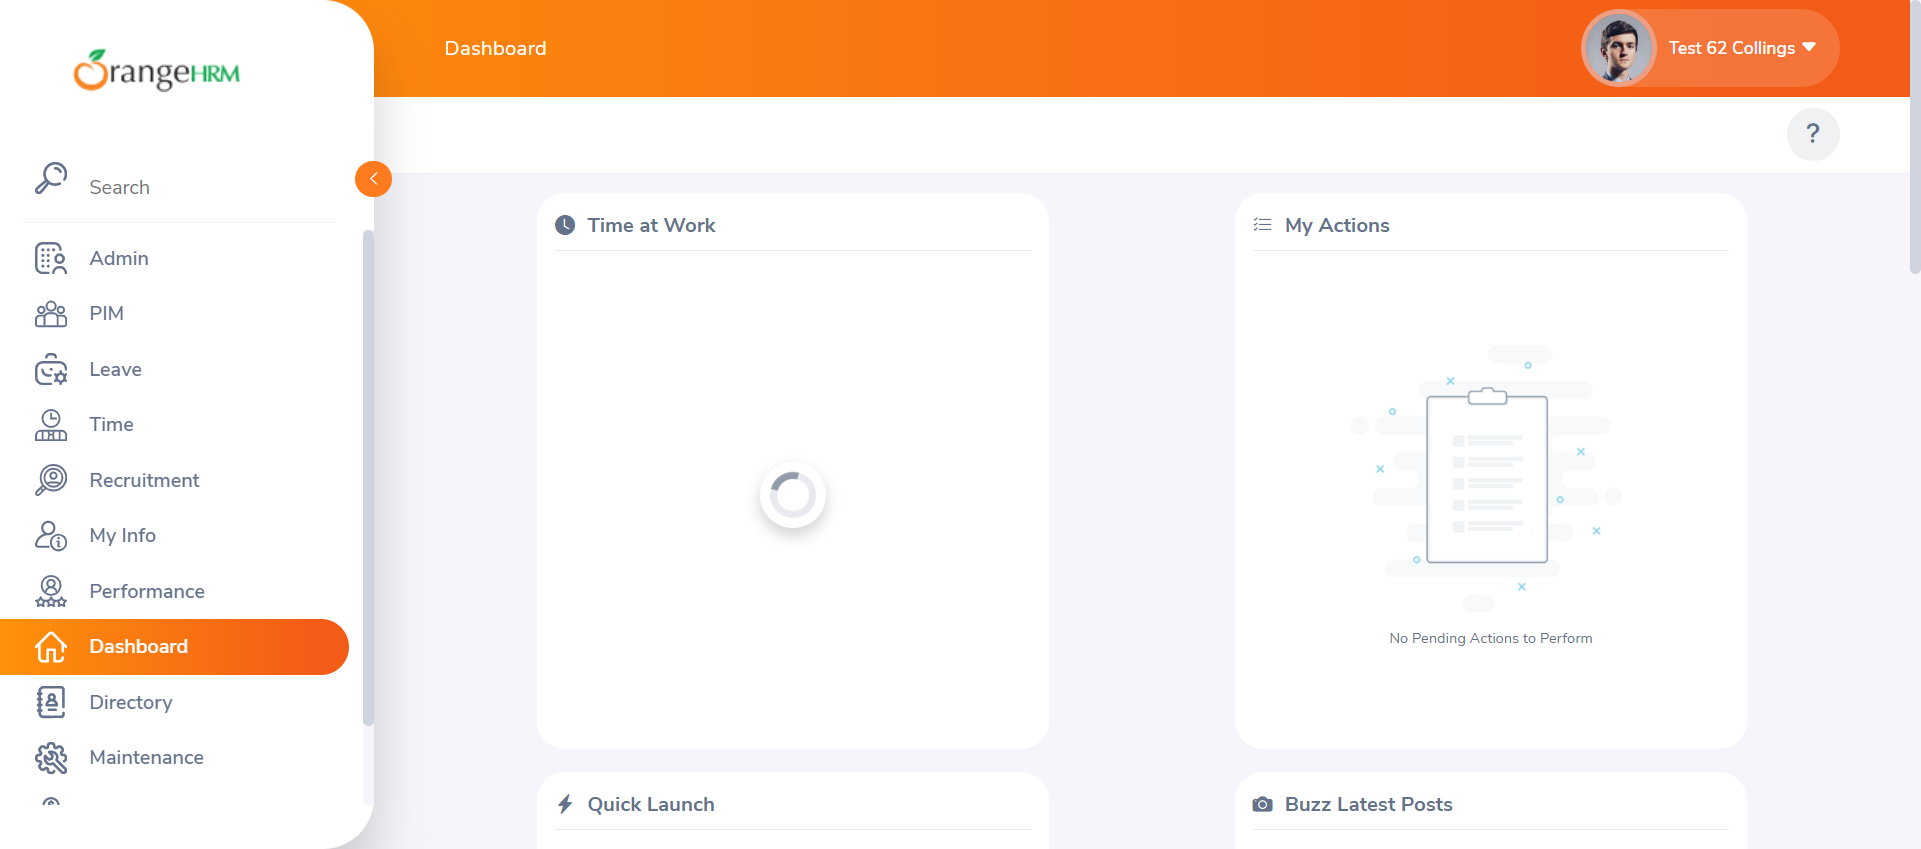 OrangeHRM
Search
Admin
PIM
Leave
Time
Recruitment
My Info
Performance
Dashboard
Directory
Maintenance
Dashboard
Test 62 Collings
?
Time at Work
My Actions
No Pending Actions to Perform
Quick Launch
Buzz Latest Posts